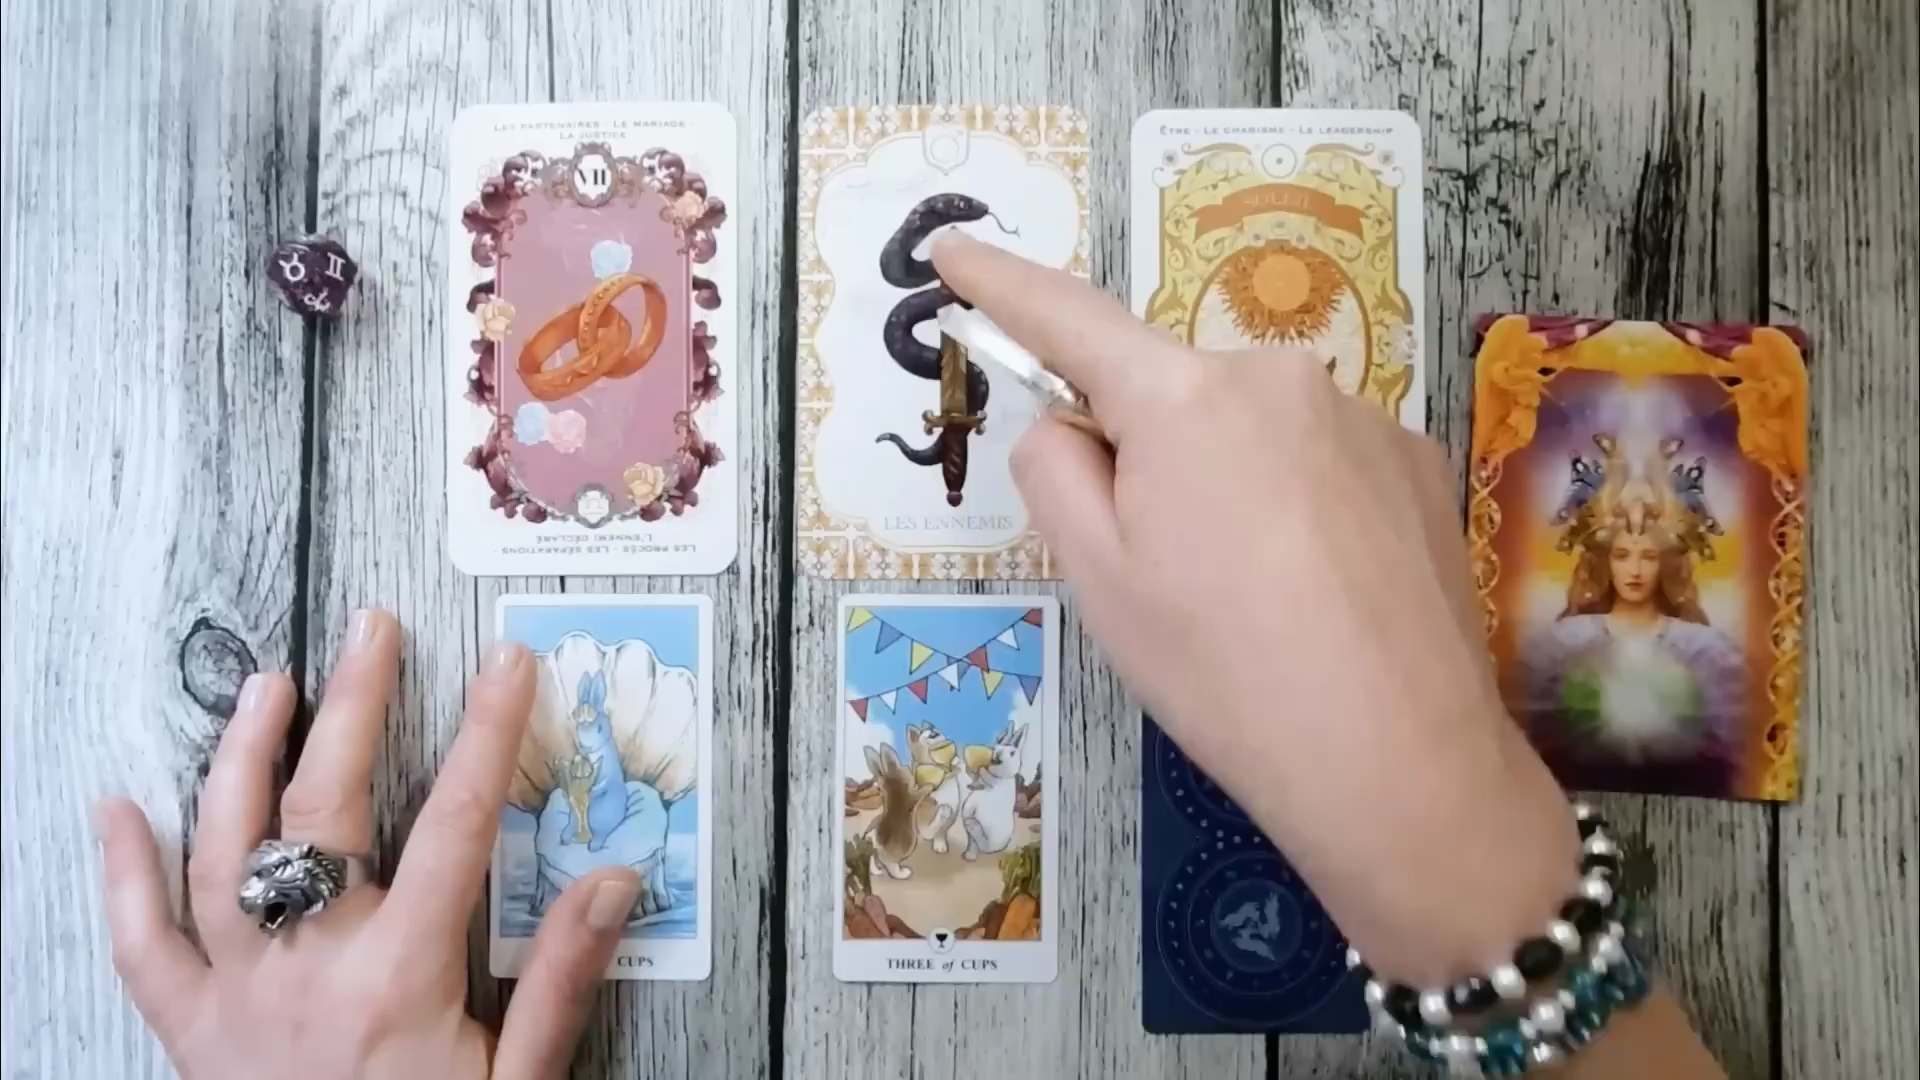 LES PARTENAIRES - LE MARIAGE -
LA JUSTICE
VII
LES PROCÈS - LES SÉPARATIONS -
L'ENNEMI DÉCLARÉ
LES ENNEMIS
ÊTRE - LE CHARISME - LE LEADERSHIP
SOLEIL
CUPS
THREE of CUPS